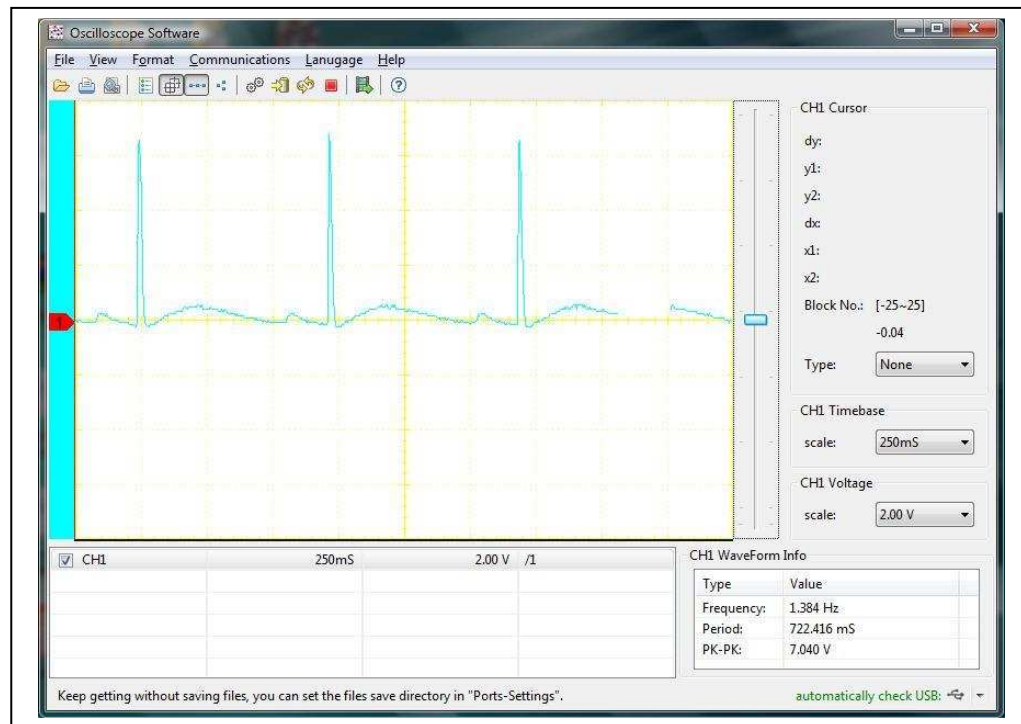 Oscilloscope Software
File View Format Communications Lanugage Help
CH1 Cursor
dy:
y1:
y2:
dx:
x1:
x2:
Block No.: [-25~25]
-0.04
Type: None
CH1 Timebase
scale: 250mS
CH1 Voltage
scale: 2.00 V
1
CH1 250mS 2.00 V /1
CH1 WaveForm Info
Type Value
Frequency: 1.384 Hz
Period: 722.416 mS
PK-PK: 7.040 V
Keep getting without saving files, you can set the files save directory in "Ports-Settings".
automatically check USB: